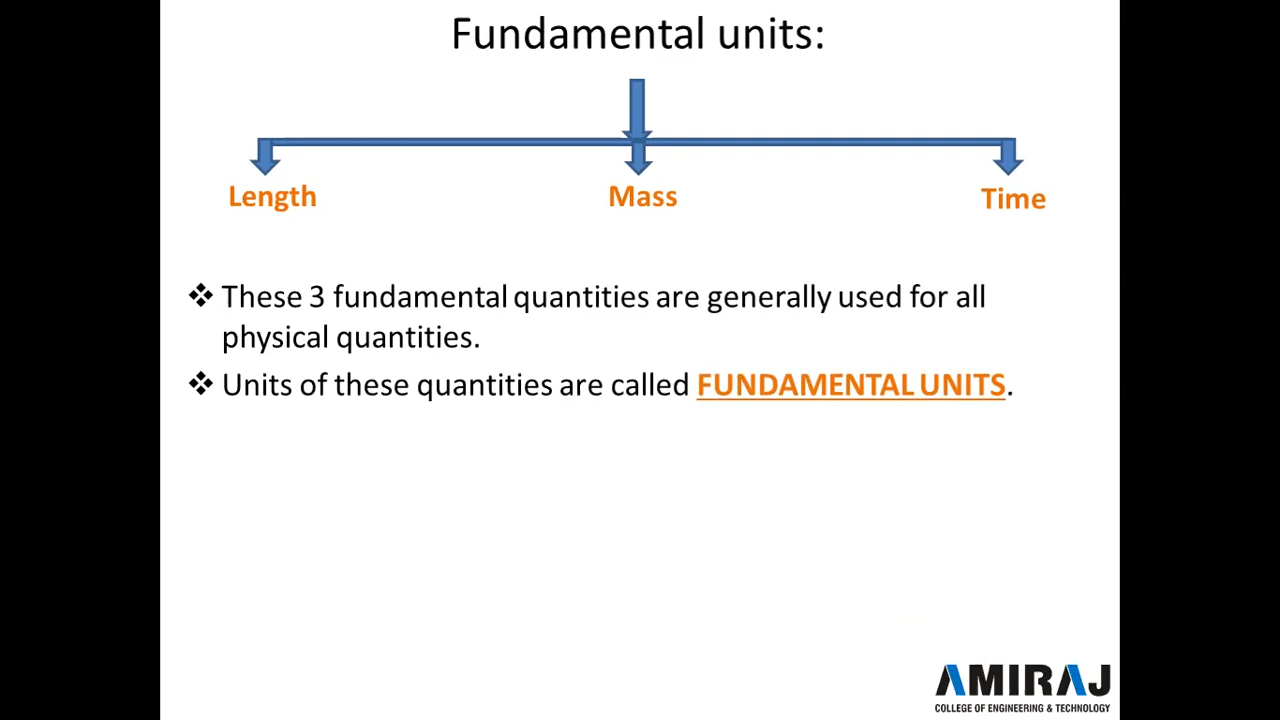 Fundamental units:
Length Mass Time
❖ These 3 fundamental quantities are generally used for all
physical quantities.
❖ Units of these quantities are called FUNDAMENTAL UNITS.
AMIRAJ
COLLEGE OF ENGINEERING & TECHNOLOGY